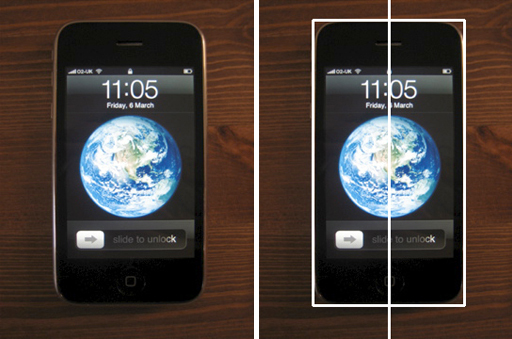 O2-UK
11:05
Friday, 6 March
slide to unlock
O2-UK
11:05
Friday, 6 March
slide to unlock